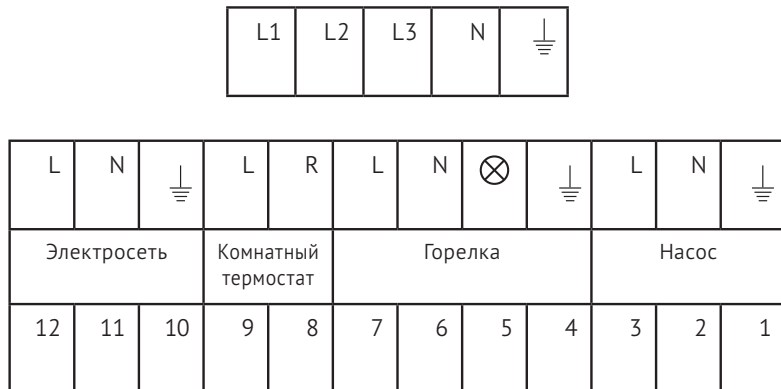 L1 L2 L3 N
L N L R L N L N
Электросеть Комнатный термостат Горелка Насос
12 11 10 9 8 7 6 5 4 3 2 1